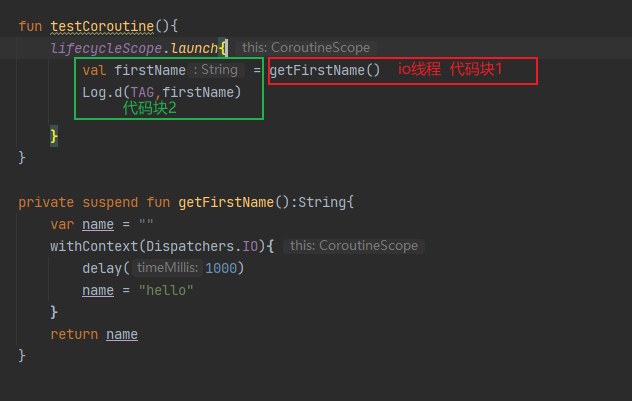 fun testCoroutine(){
lifecycleScope.launch{ this: CoroutineScope
val firstName : String = getFirstName() io线程 代码块1
Log.d(TAG,firstName)
代码块2
}
}
private suspend fun getFirstName():String{
var name = ""
withContext(Dispatchers.IO){ this: CoroutineScope
delay( timeMillis: 1000)
name = "hello"
}
return name
}